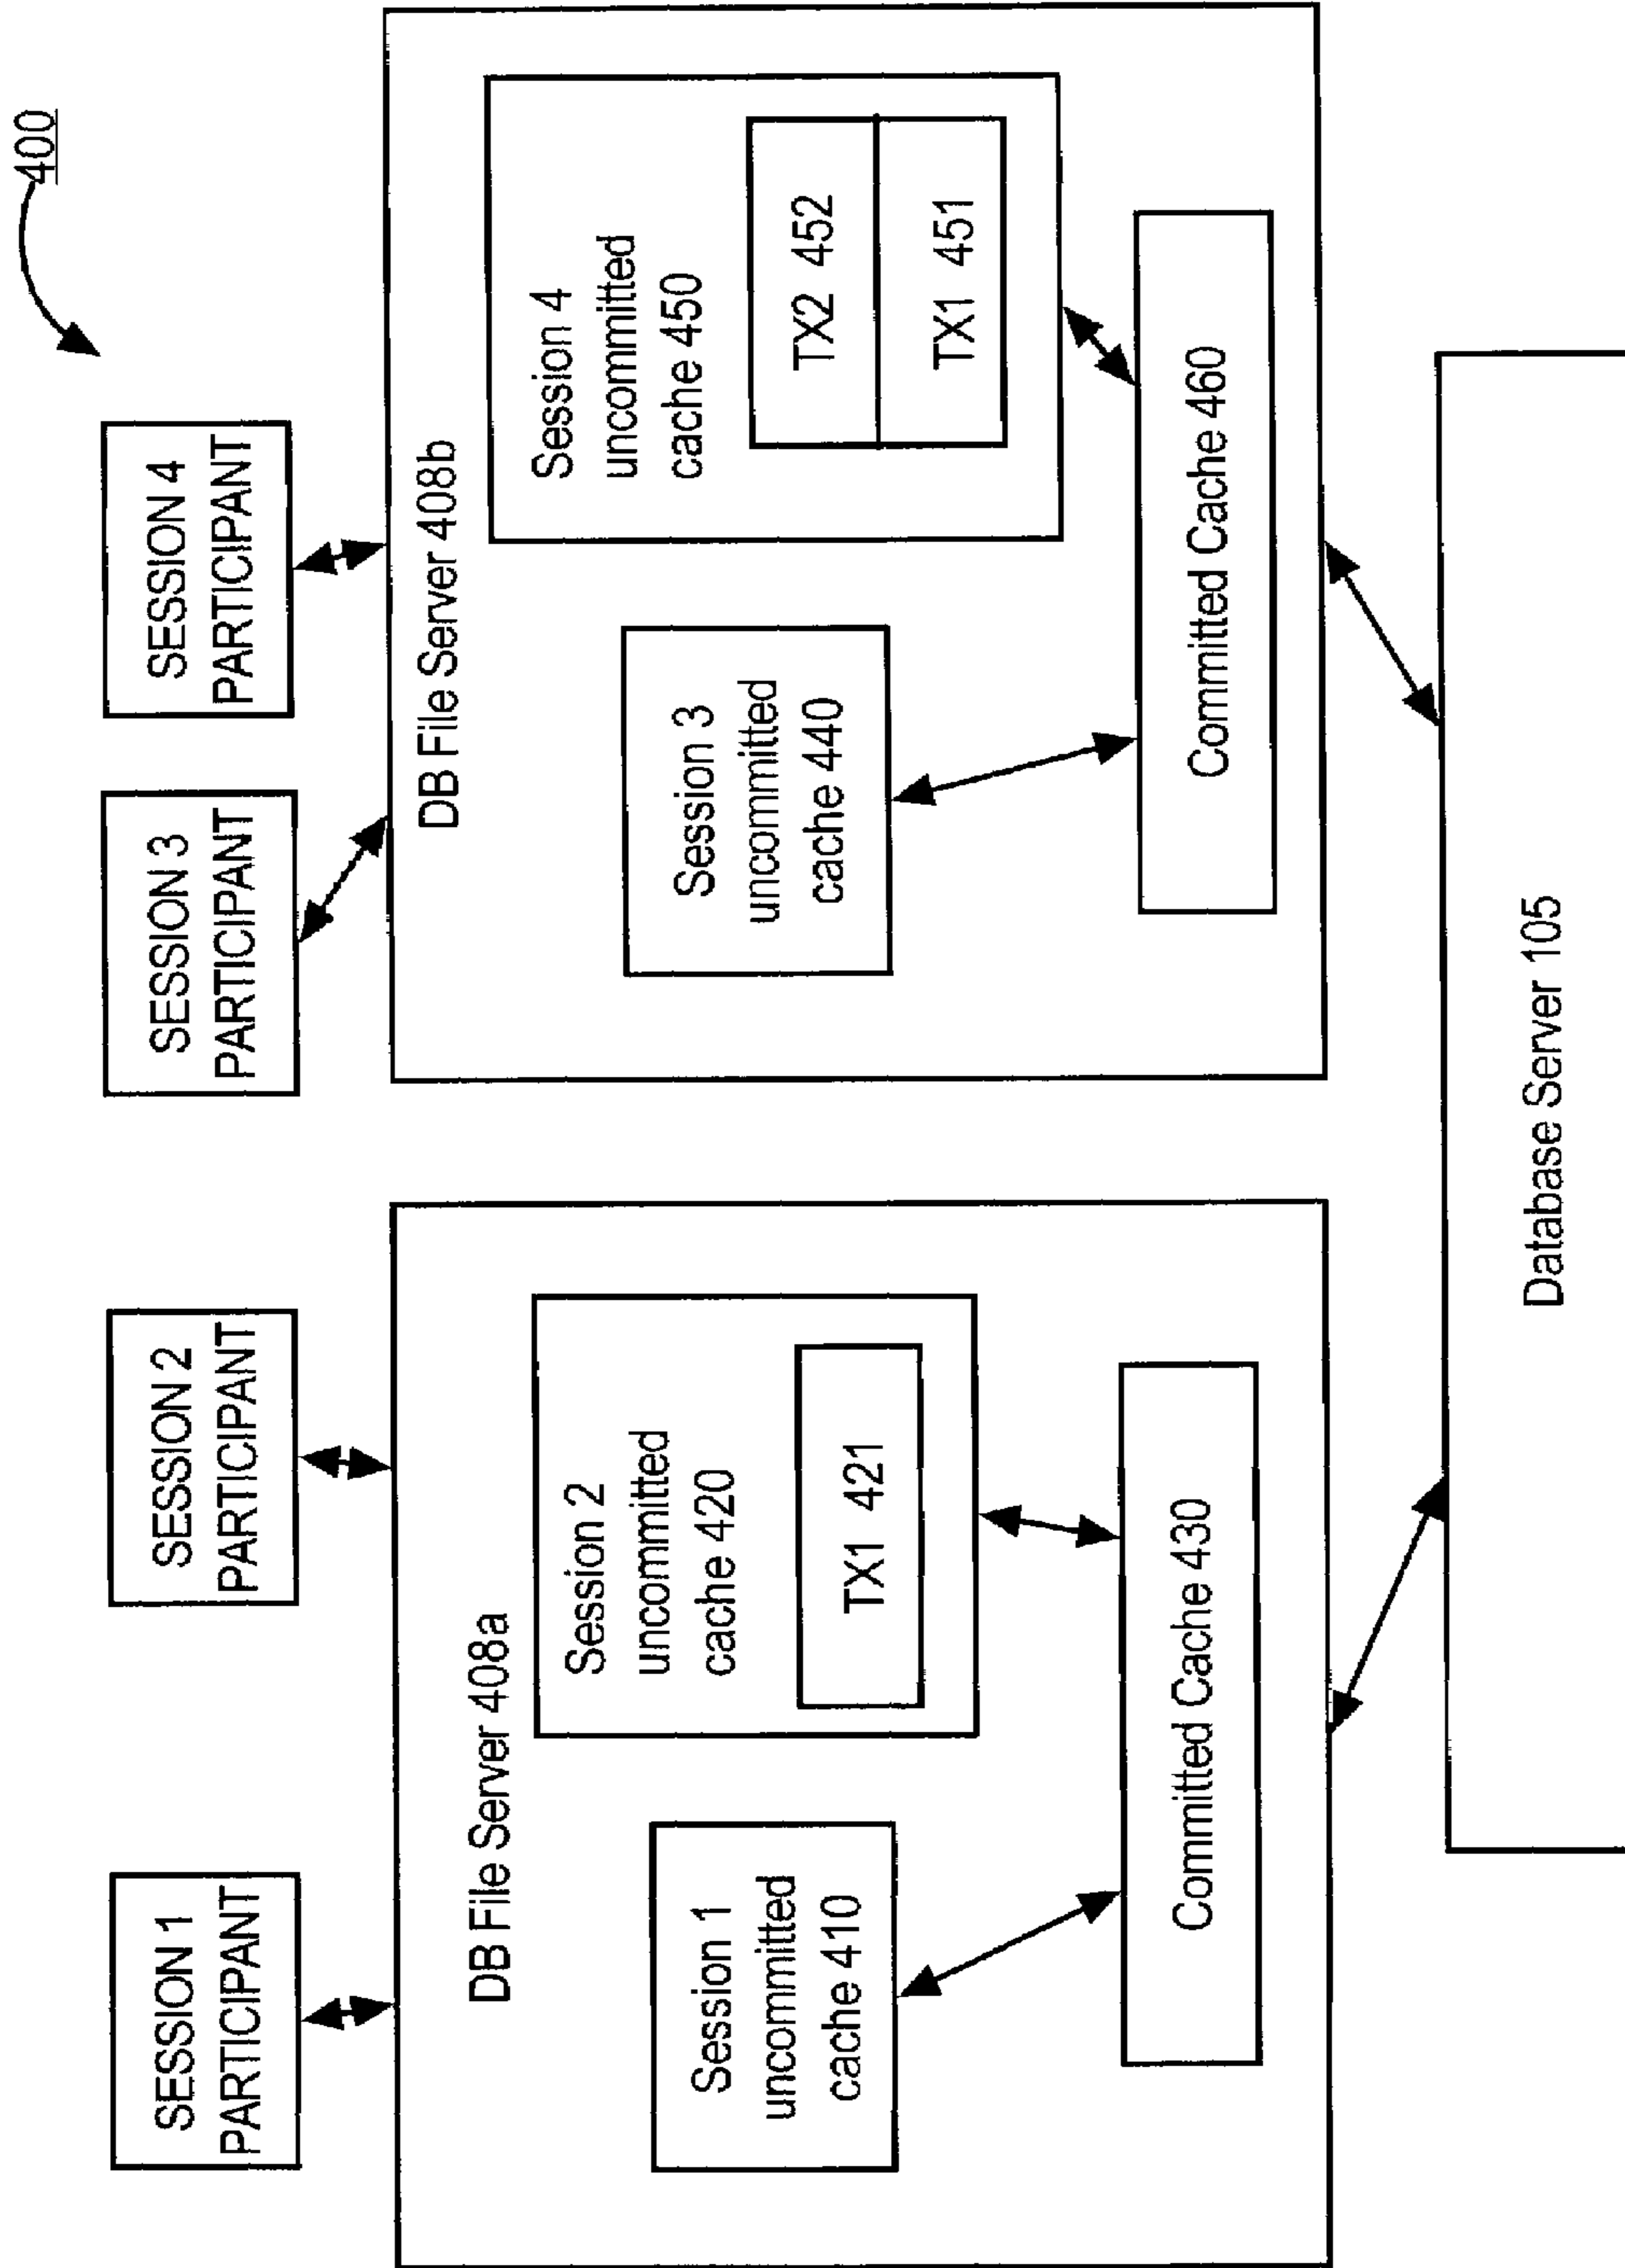 400
SESSION 1
PARTICIPANT
SESSION 2
PARTICIPANT
SESSION 3
PARTICIPANT
SESSION 4
PARTICIPANT
DB File Server 408a
Session 1
uncommitted
cache 410
Session 2
uncommitted
cache 420
TX1 421
Committed Cache 430
DB File Server 408b
Session 3
uncommitted
cache 440
Session 4
uncommitted
cache 450
TX2 452
TX1 451
Committed Cache 460
Database Server 105